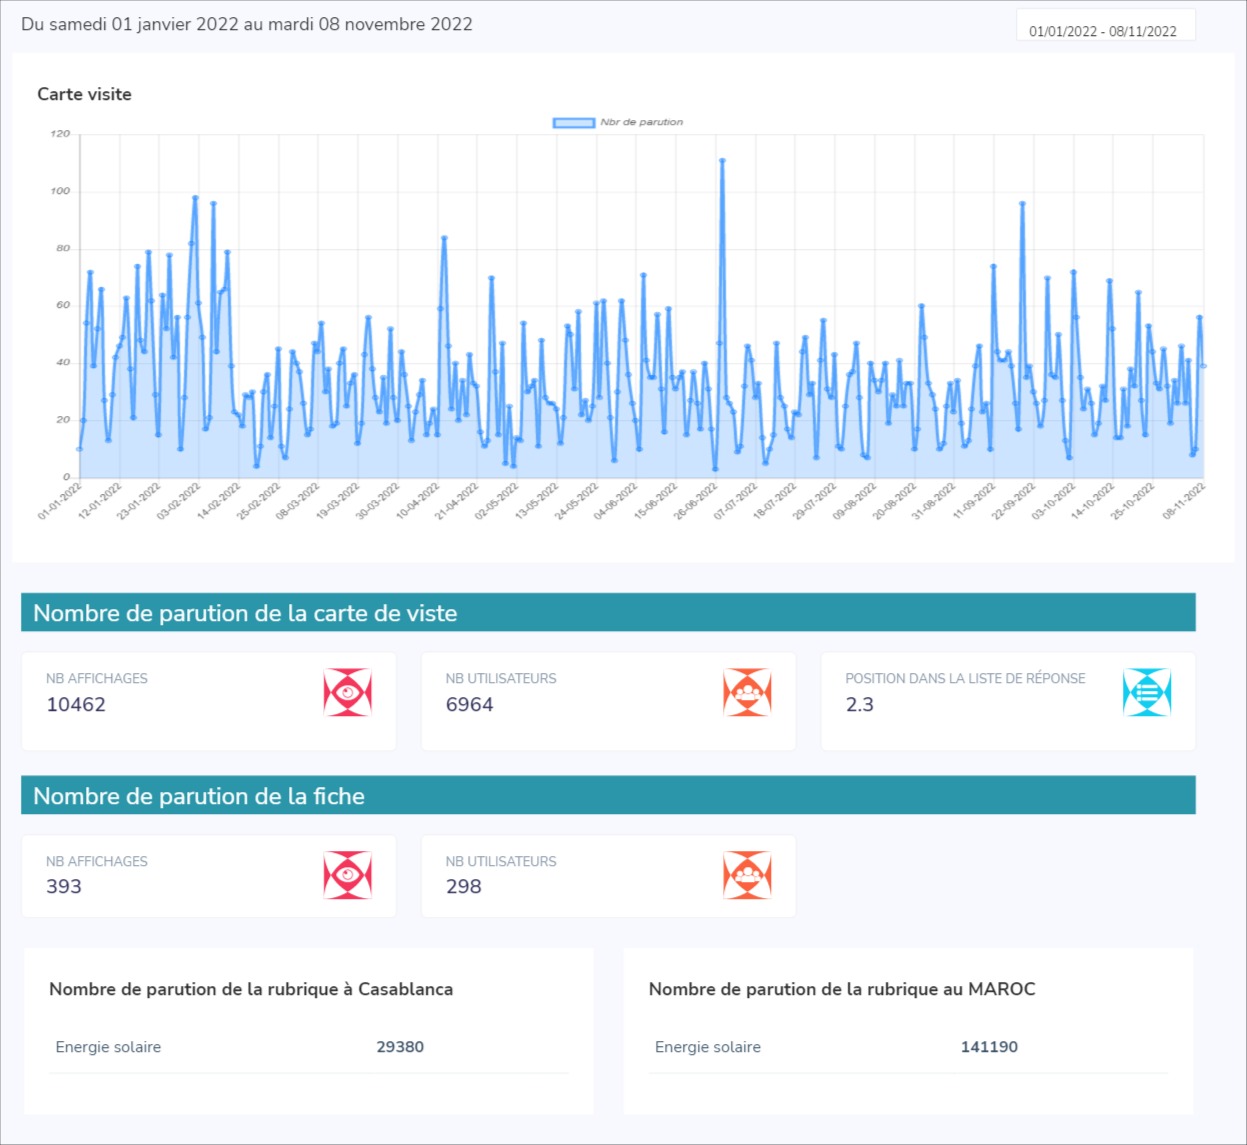 Du samedi 01 janvier 2022 au mardi 08 novembre 2022
01/01/2022 - 08/11/2022
Carte visite
Nbr de parution
120
100
80
60
40
20
0
01-01-2022
12-01-2022
23-01-2022
03-02-2022
14-02-2022
25-02-2022
08-03-2022
19-03-2022
30-03-2022
10-04-2022
21-04-2022
02-05-2022
13-05-2022
24-05-2022
04-06-2022
15-06-2022
26-06-2022
07-07-2022
18-07-2022
29-07-2022
09-08-2022
20-08-2022
31-08-2022
11-09-2022
22-09-2022
03-10-2022
14-10-2022
25-10-2022
08-11-2022
Nombre de parution de la carte de viste
NB AFFICHAGES
10462
NB UTILISATEURS
6964
POSITION DANS LA LISTE DE RÉPONSE
2.3
Nombre de parution de la fiche
NB AFFICHAGES
393
NB UTILISATEURS
298
Nombre de parution de la rubrique à Casablanca
Energie solaire 29380
Nombre de parution de la rubrique au MAROC
Energie solaire 141190